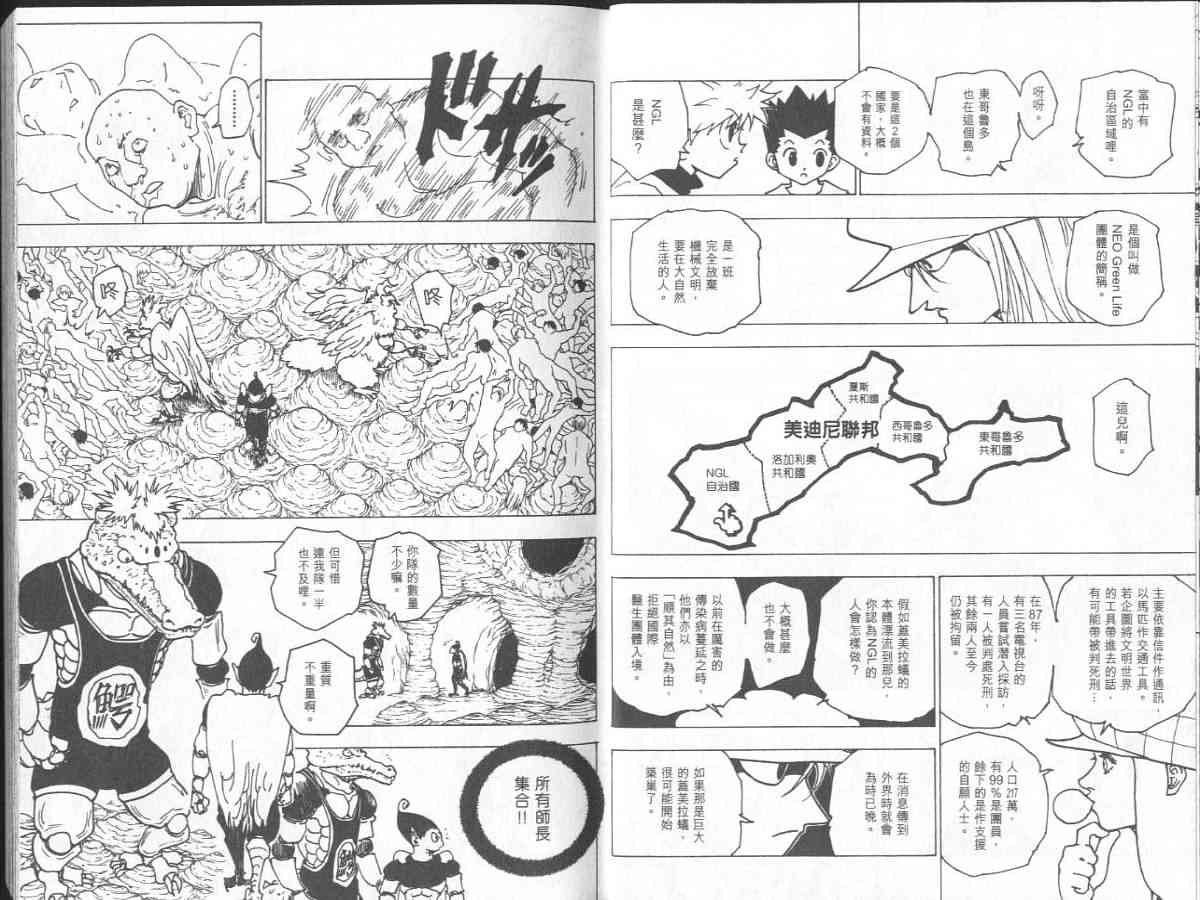 當中有
NGL的
自治區域哩。
呀呀。
東哥魯多
也在這個島。
要是這2個
國家，大概
不會有資料。
NGL
是甚麼？
是個叫做
NEO Green Life
團體的簡稱。
是一班
完全放棄
機械文明，
要在大自然
生活的人。
這兒啊。
戛斯
共和國
美迪尼聯邦
西哥魯多
共和國
東哥魯多
共和國
洛加利奧
共和國
NGL
自治國
主要依靠信件作通訊，
以馬匹作交通工具。
若企圖將文明世界
的工具帶進去的話，
有可能帶被判死刑…
在87年，
有三名電視台的
人員嘗試潛入採訪，
有一人被判處死刑，
其餘兩人至今
仍被拘留。
人口217萬，
有99%是團員，
餘下的是作支援
的自願人士。
假如蓋美拉蟻的
本體漂流到那兒，
你認為NGL的
人會怎樣做？
大概甚麼
也不會做。
以前在厲害的
傳染病蔓延之時，
他們亦以
「順其自然」為由，
拒絕國際
醫生團體入境。
在消息傳到
外界時就會
為時已晚。
如果那是巨大
的蓋美拉蟻，
很可能開始
築巢了。
ドサッ
………
咚
咚
你隊的數量
不少嘛。
但可惜
連我隊一半
也不及哩。
重質
不重量啊。
鱷
鱷
所有師長
集合!!